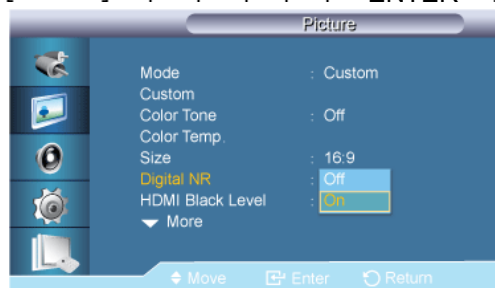 Picture
Mode : Custom
Custom
Color Tone : Off
Color Temp.
Size : 16:9
Digital NR : Off
HDMI Black Level : On
More
Move Enter Return